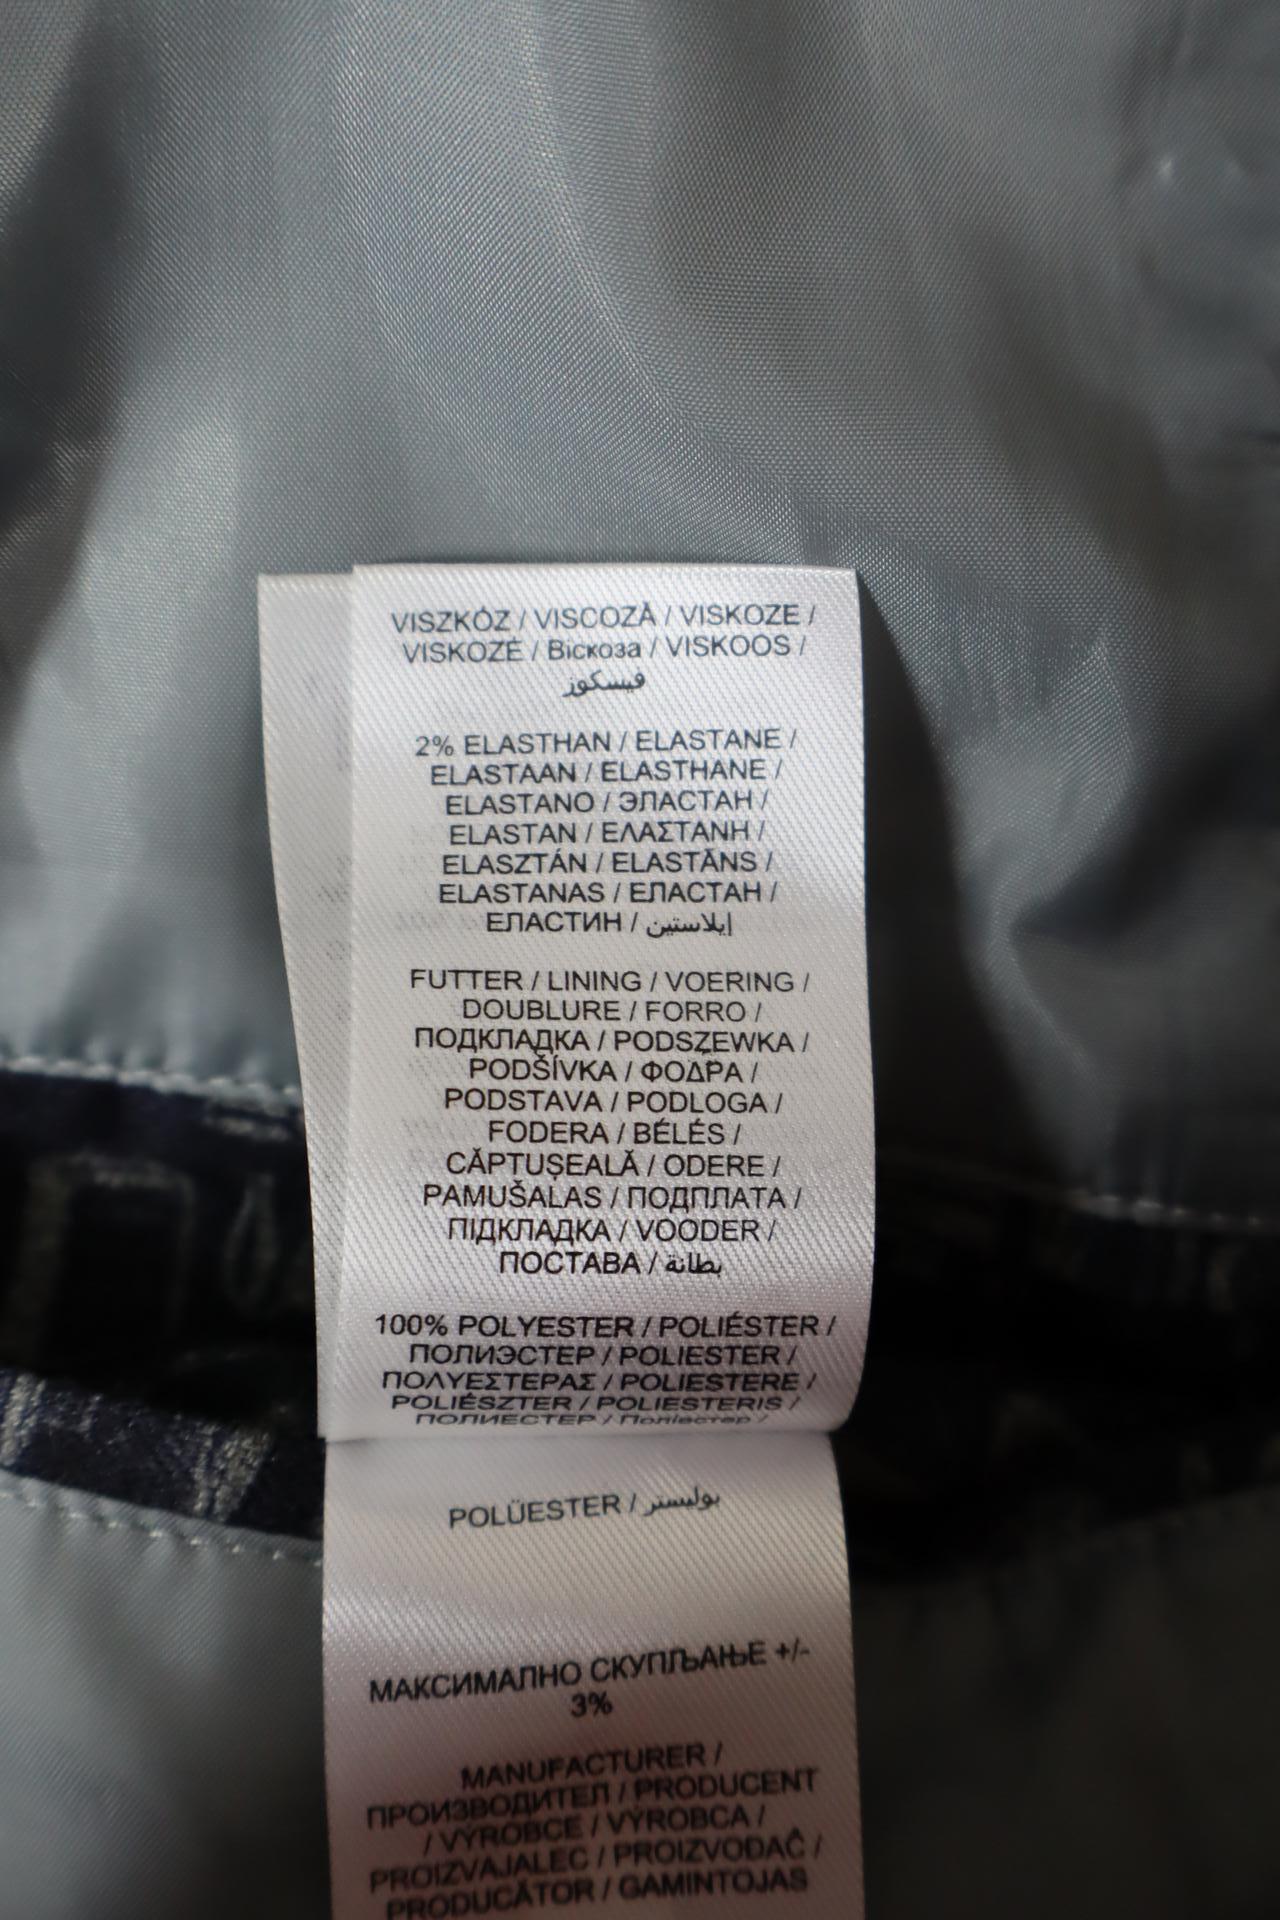 VISZKÓZ / VISCOZĂ / VISKOZE /
VISKOZĖ / Віскоза / VISKOOS /
فيسكوز
2% ELASTHAN / ELASTANE /
ELASTAAN / ELASTHANE /
ELASTANO / ЭЛАСТАН /
ELASTAN / ΕΛΑΣΤΑΝΗ /
ELASZTÁN / ELASTĀNS /
ELASTANAS / ЕЛАСТАН /
ЕЛАСТИН / إيلاستين
FUTTER / LINING / VOERING /
DOUBLURE / FORRO /
ПОДКЛАДКА / PODSZEWKA /
PODŠÍVKA / ΦΟΔΡΑ /
PODSTAVA / PODLOGA /
FODERA / BÉLÉS /
CĂPTUȘEALĂ / ODERE /
PAMUŠALAS / ПОДПЛАТА /
ПІДКЛАДКА / VOODER /
ПОСТАВА / بطانة
100% POLYESTER / POLIÉSTER /
ПОЛИЭСТЕР / POLIESTER /
ΠΟΛΥΕΣΤΕΡΑΣ / POLIESTERE /
POLIÉSZTER / POLIESTERIS /
ПОЛИЕСТЕР / Поліестер /
POLÜESTER / بوليستر
МАКСИМАЛНО СКУПЉАЊЕ +/-
3%
MANUFACTURER /
ПРОИЗВОДИТЕЛ / PRODUCENT
/ VÝROBCE / VÝROBCA /
PROIZVAJALEC / PROIZVOĐAČ /
PRODUCĂTOR / GAMINTOJAS